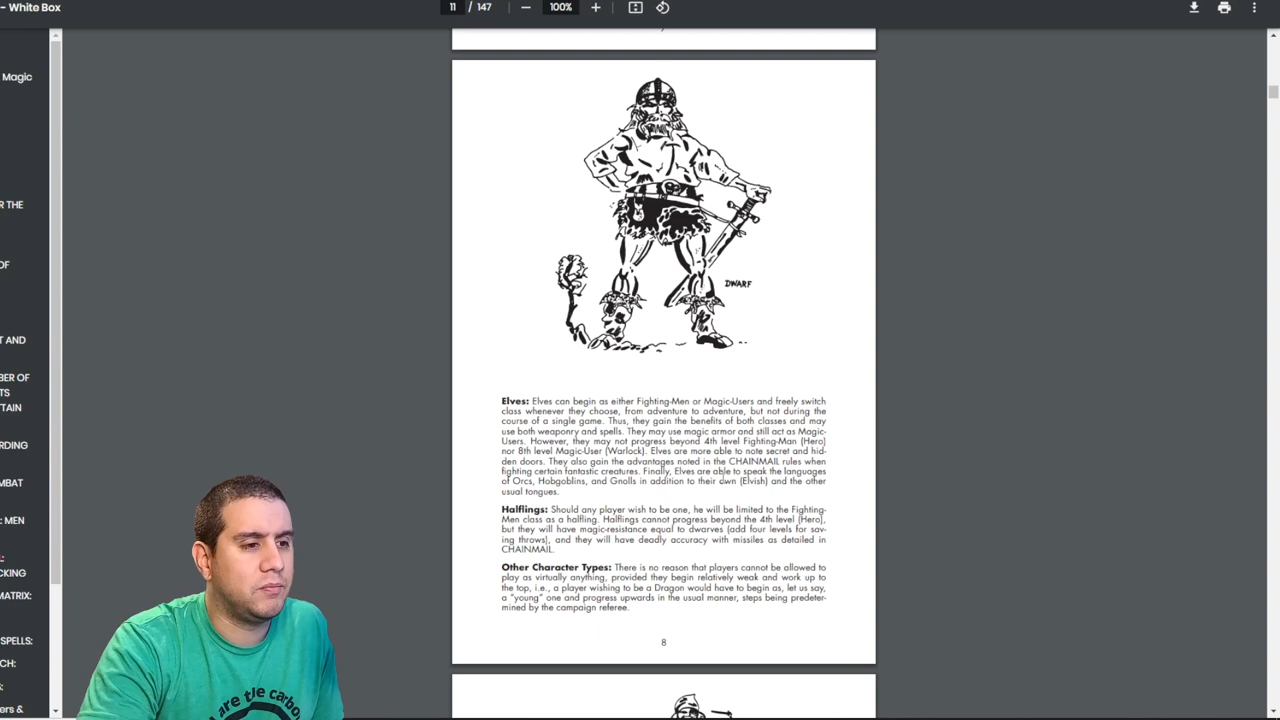 - White Box
11 / 147
100%
Magic
R THE
OF
T AND
BER OF
TS
TAIN
RDING
MBAT
: MEN
CKING
MATRIX:
SPELLS:
CH:
ers &
DWARF
Elves: Elves can begin as either Fighting-Men or Magic-Users and freely switch
class whenever they choose, from adventure to adventure, but not during the
course of a single game. Thus, they gain the benefits of both classes and may
use both weaponry and spells. They may use magic armor and still act as Magic-
Users. However, they may not progress beyond 4th level Fighting-Man (Hero)
nor 8th level Magic-User (Warlock). Elves are more able to note secret and hid-
den doors. They also gain the advantages noted in the CHAINMAIL rules when
fighting certain fantastic creatures. Finally, Elves are able to speak the languages
of Orcs, Hobgoblins, and Gnolls in addition to their own (Elvish) and the other
usual tongues.
Halflings: Should any player wish to be one, he will be limited to the Fighting-
Men class as a halfling. Halflings cannot progress beyond the 4th level (Hero),
but they will have magic-resistance equal to dwarves (add four levels for sav-
ing throws), and they will have deadly accuracy with missiles as detailed in
CHAINMAIL.
Other Character Types: There is no reason that players cannot be allowed to
play as virtually anything, provided they begin relatively weak and work up to
the top, i.e., a player wishing to be a Dragon would have to begin as, let us say,
a "young" one and progress upwards in the usual manner, steps being predeter-
mined by the campaign referee.
8
are the carbo